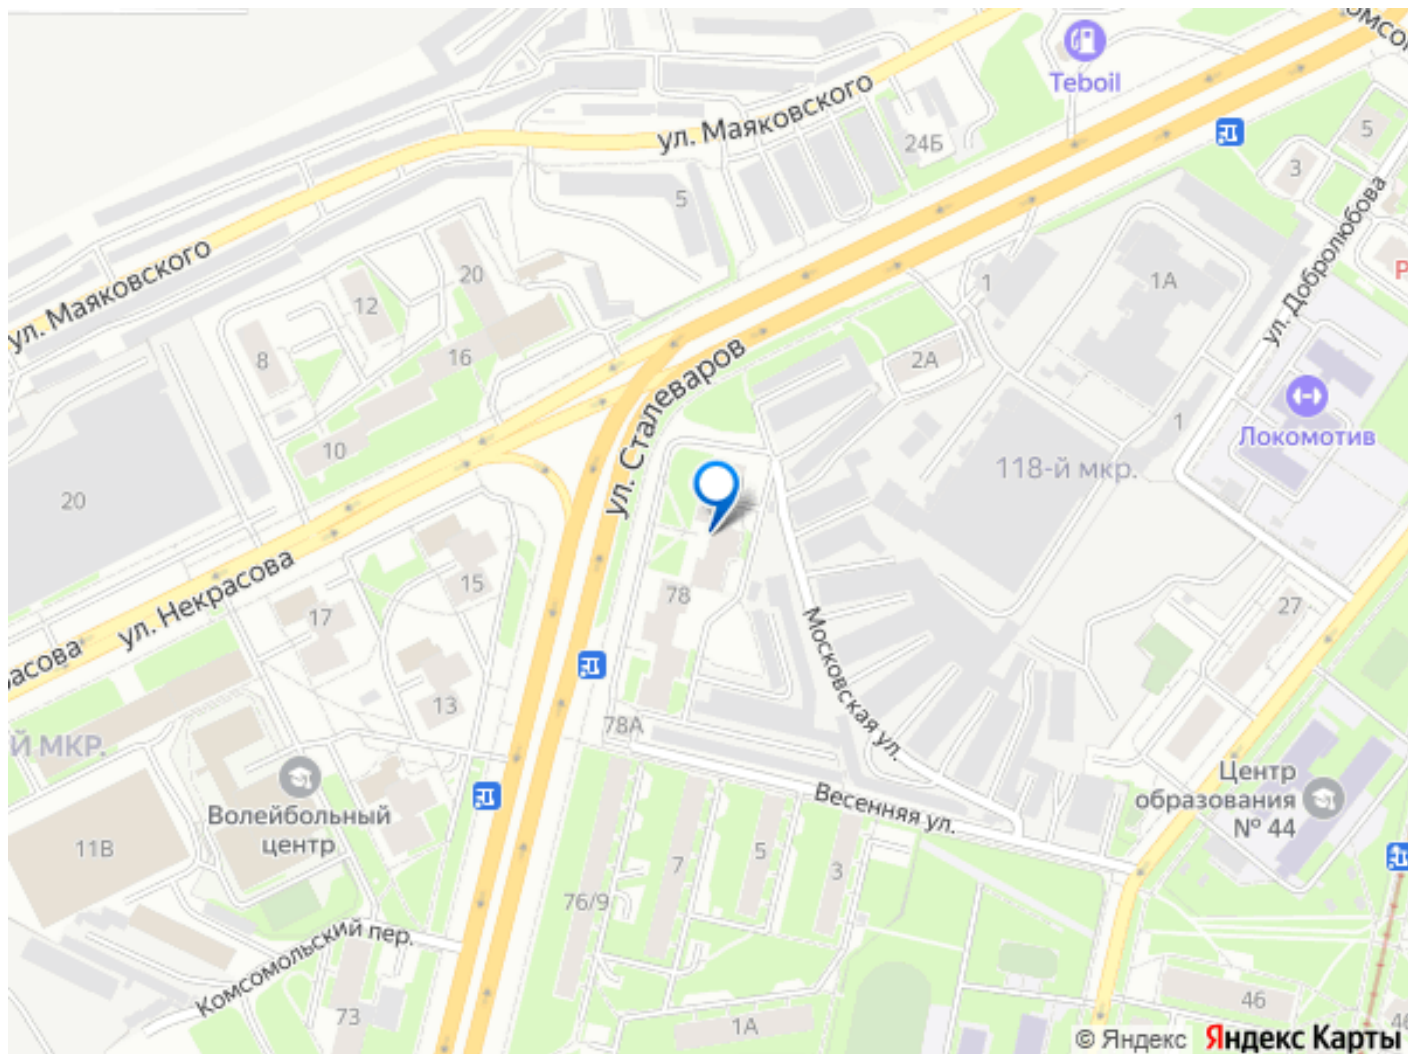 Teboil
ул. Маяковского
24Б
5
3
5
ул. Добролюбова
20
12
ул. Маяковского
8
16
1
1А
2А
ул. Сталеваров
10
1
Локомотив
118-й мкр.
20
ул. Некрасова
15
17
78
27
Московская ул.
13
78А
Й МКР.
Волейбольный
центр
Весенняя ул.
Центр
образования
№ 44
11В
7
5
3
76/9
Комсомольский пер.
73
1А
46
© Яндекс Яндекс Карты